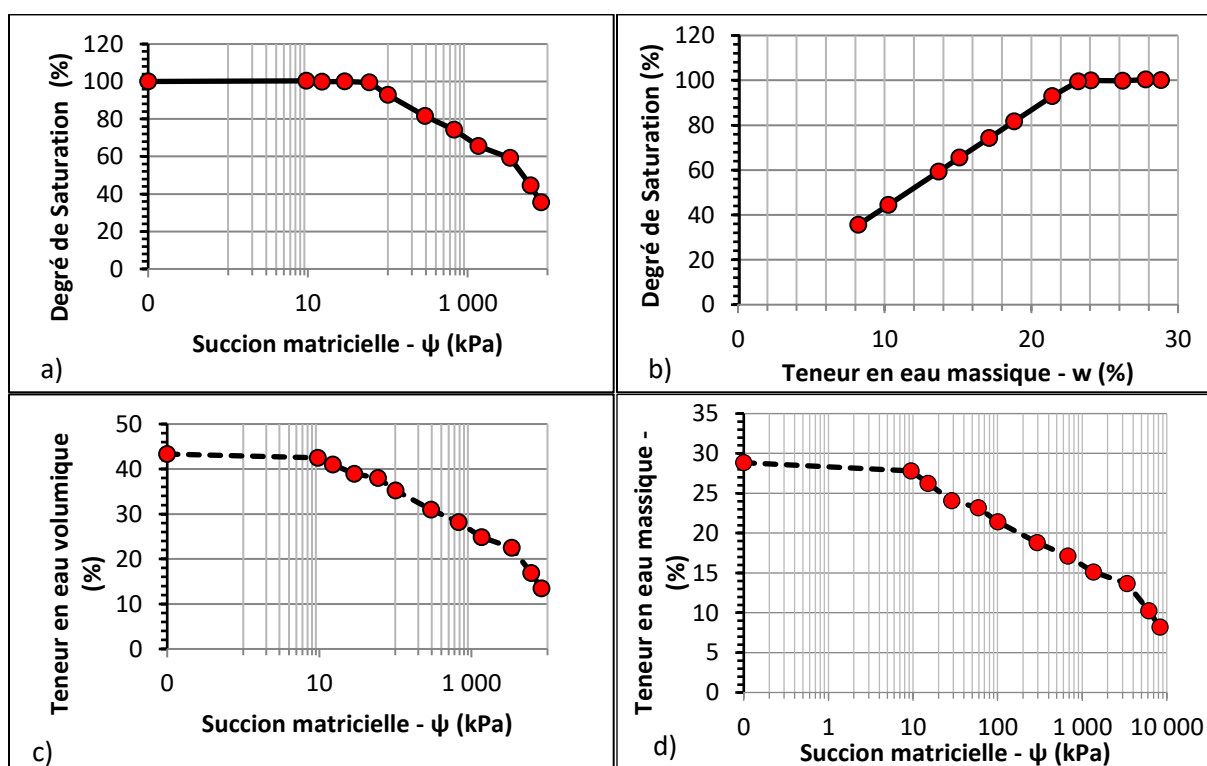 120
100
80
60
40
20
0
0 10 1 000
Degré de Saturation (%)
Succion matricielle - ψ (kPa)
a)
120
100
80
60
40
20
0
0 10 20 30
Degré de Saturation (%)
Teneur en eau massique - w (%)
b)
50
40
30
20
10
0
0 10 1 000
Teneur en eau volumique
(%)
Succion matricielle - ψ (kPa)
c)
35
30
25
20
15
10
5
0
0 1 10 100 1 000 10 000
Teneur en eau massique -
(%)
Succion matricielle - ψ (kPa)
d)